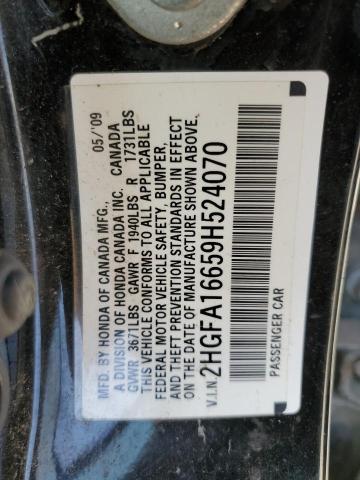 MFD. BY HONDA OF CANADA MFG., 05/'09
A DIVISION OF HONDA CANADA INC. CANADA
GVWR 3671LBS GAWR F 1940LBS R 1731LBS
THIS VEHICLE CONFORMS TO ALL APPLICABLE
FEDERAL MOTOR VEHICLE SAFETY, BUMPER,
AND THEFT PREVENTION STANDARDS IN EFFECT
ON THE DATE OF MANUFACTURE SHOWN ABOVE.
V.I.N. 2HGFA16659H524070
PASSENGER CAR